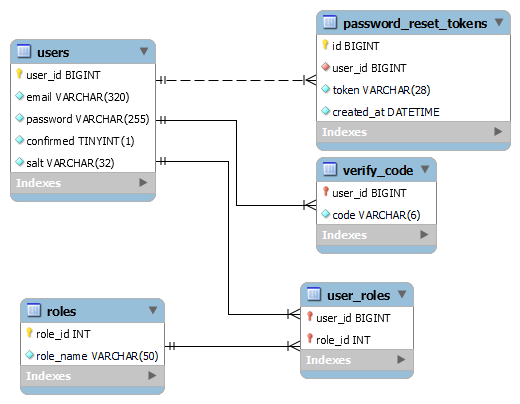 users
user_id BIGINT
email VARCHAR(320)
password VARCHAR(255)
confirmed TINYINT(1)
salt VARCHAR(32)
Indexes
password_reset_tokens
id BIGINT
user_id BIGINT
token VARCHAR(28)
created_at DATETIME
Indexes
verify_code
user_id BIGINT
code VARCHAR(6)
Indexes
roles
role_id INT
role_name VARCHAR(50)
Indexes
user_roles
user_id BIGINT
role_id INT
Indexes